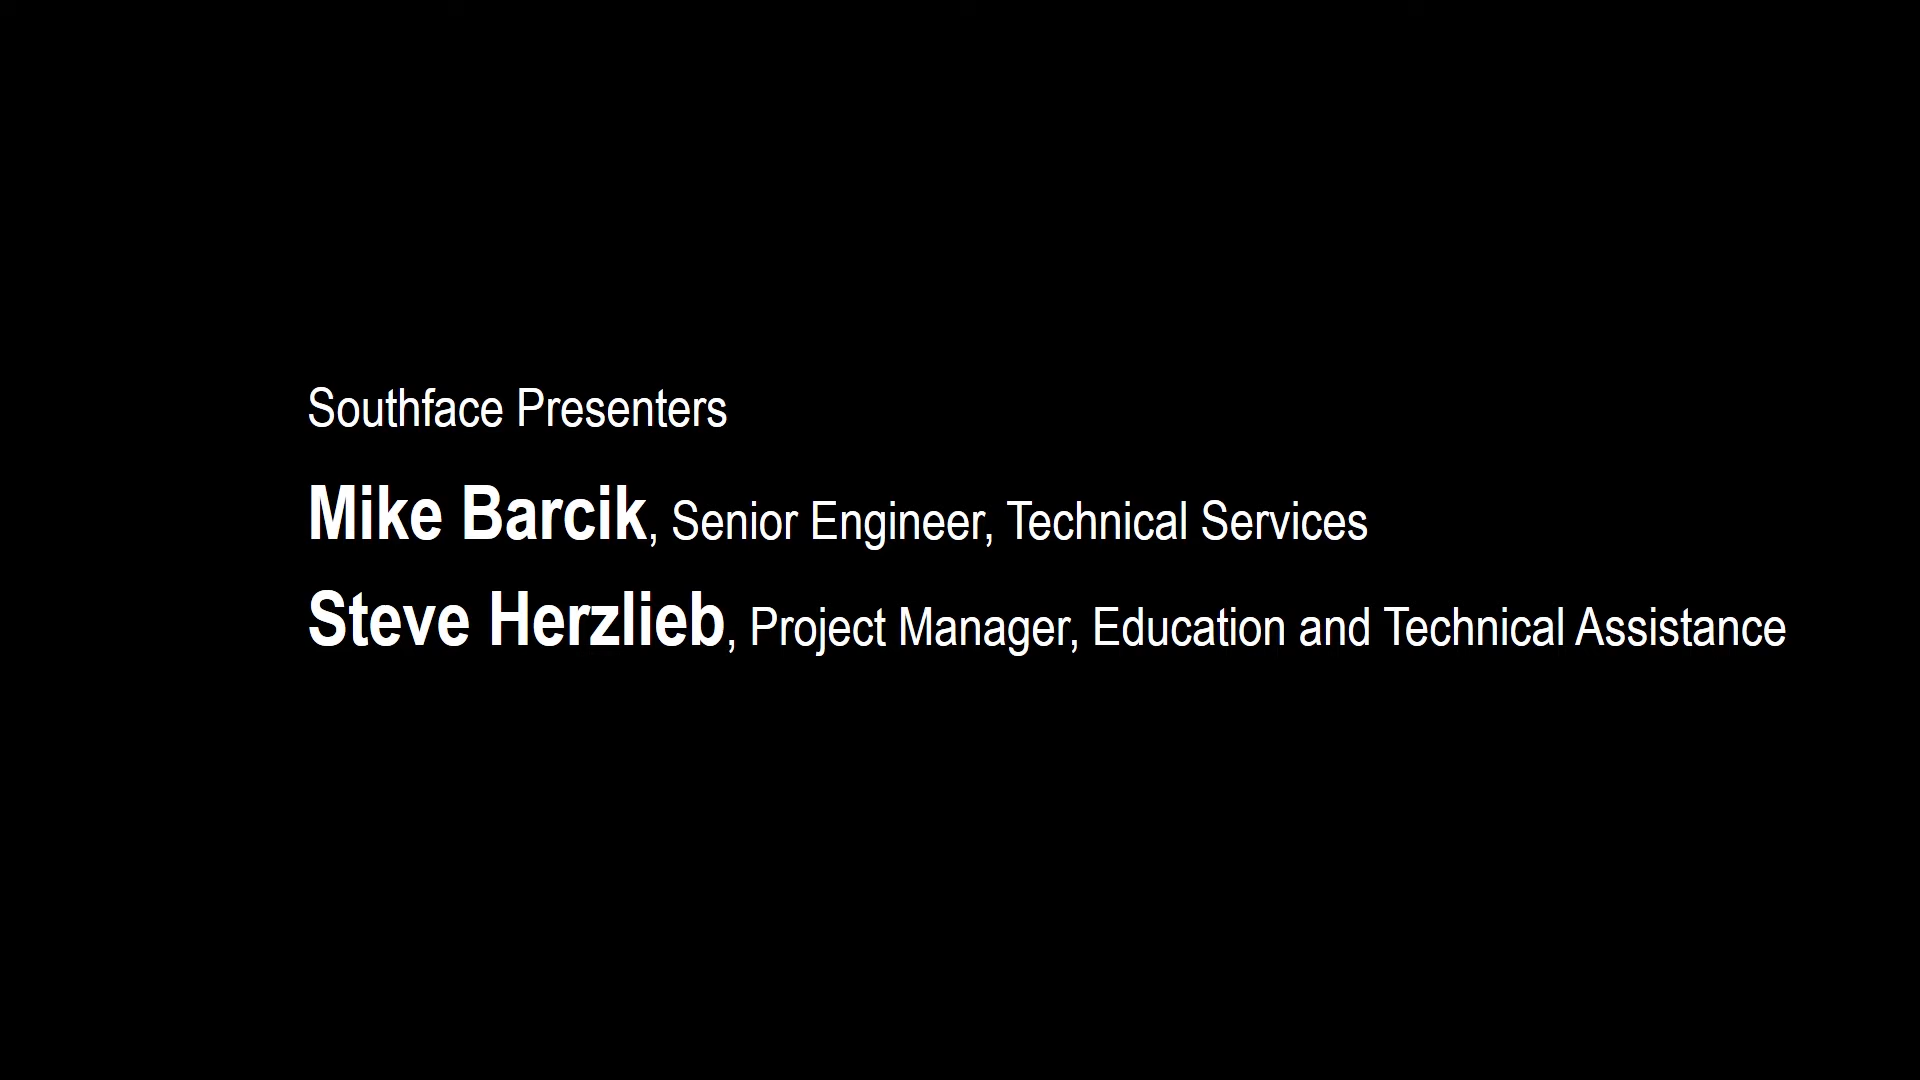 Southface Presenters
Mike Barcik, Senior Engineer, Technical Services
Steve Herzlieb, Project Manager, Education and Technical Assistance